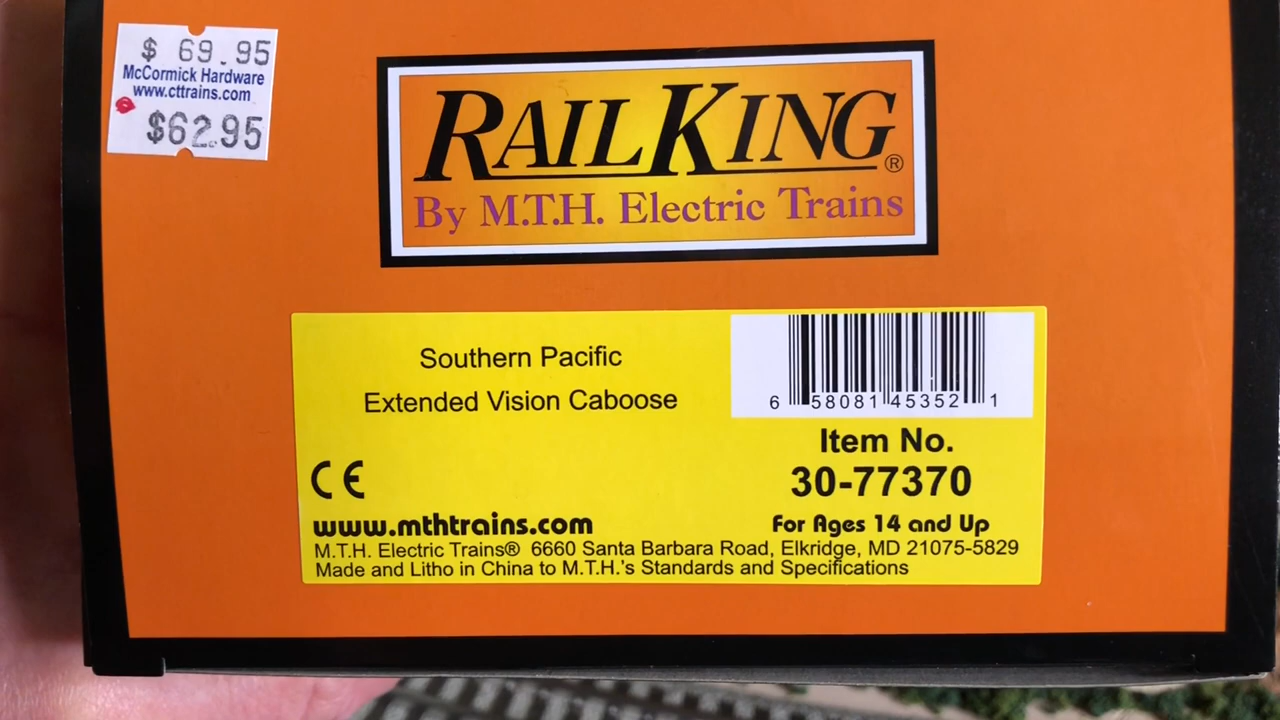 $ 69.95
McCormick Hardware
www.cttrains.com
$62.95
RAILKING®
By M.T.H. Electric Trains
Southern Pacific
Extended Vision Caboose
6 58081 45352 1
Item No.
30-77370
CE
www.mthtrains.com
For Ages 14 and Up
M.T.H. Electric Trains® 6660 Santa Barbara Road, Elkridge, MD 21075-5829
Made and Litho in China to M.T.H.'s Standards and Specifications